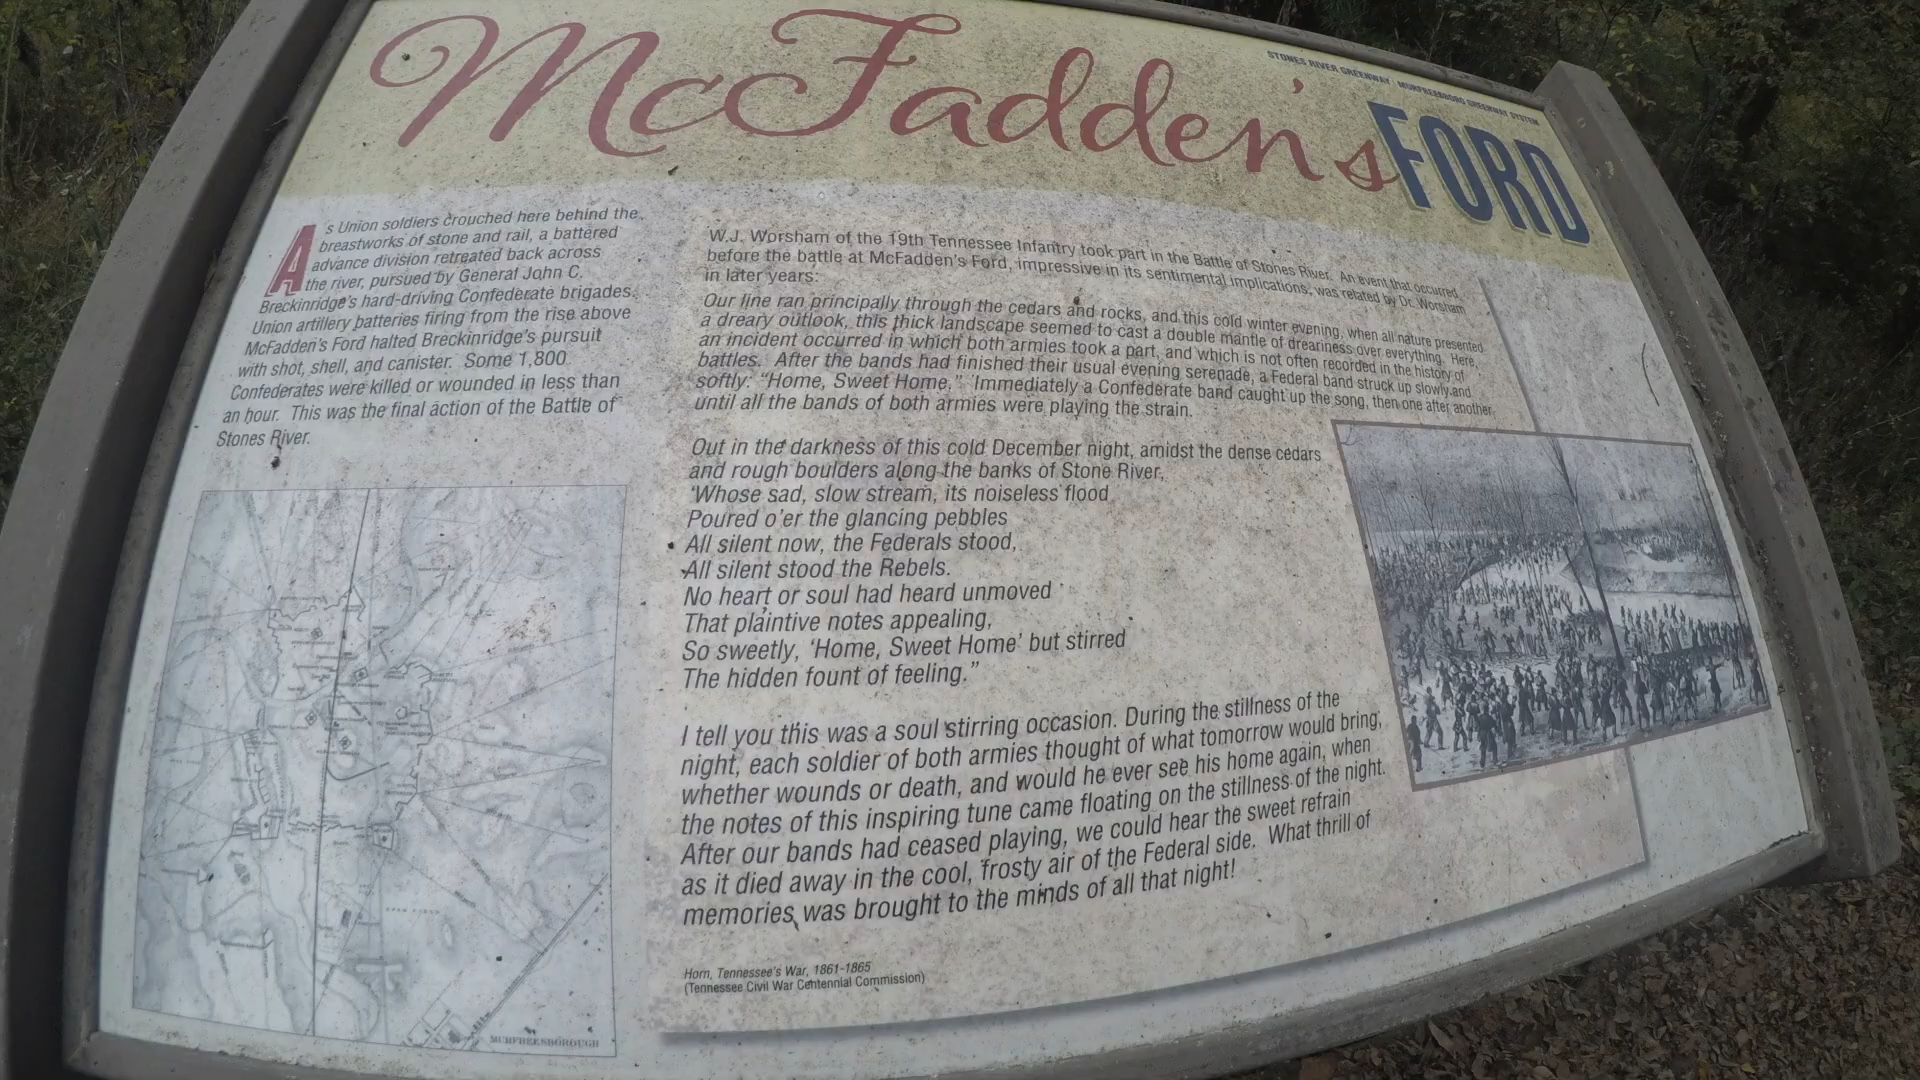 STONES RIVER GREENWAY : MURFREESBORO GREENWAY SYSTEM
McFadden's FORD
As Union soldiers crouched here behind the
breastworks of stone and rail, a battered
advance division retreated back across
the river, pursued by General John C.
Breckinridge's hard-driving Confederate brigades.
Union artillery batteries firing from the rise above
McFadden's Ford halted Breckinridge's pursuit
with shot, shell, and canister. Some 1,800
Confederates were killed or wounded in less than
an hour. This was the final action of the Battle of
Stones River.
W.J. Worsham of the 19th Tennessee Infantry took part in the Battle of Stones River. An event that occurred
before the battle at McFadden's Ford, impressive in its sentimental implications, was related by Dr. Worsham
in later years:
Our line ran principally through the cedars and rocks, and this cold winter evening, when all nature presented
a dreary outlook, this thick landscape seemed to cast a double mantle of dreariness over everything. Here,
an incident occurred in which both armies took a part, and which is not often recorded in the history of
battles. After the bands had finished their usual evening serenade, a Federal band struck up slowly and
softly: "Home, Sweet Home," Immediately a Confederate band caught up the song, then one after another
until all the bands of both armies were playing the strain.
Out in the darkness of this cold December night, amidst the dense cedars
and rough boulders along the banks of Stone River,
'Whose sad, slow stream, its noiseless flood
Poured o'er the glancing pebbles
All silent now, the Federals stood,
All silent stood the Rebels.
No heart or soul had heard unmoved
That plaintive notes appealing,
So sweetly, 'Home, Sweet Home' but stirred
The hidden fount of feeling."
I tell you this was a soul stirring occasion. During the stillness of the
night, each soldier of both armies thought of what tomorrow would bring,
whether wounds or death, and would he ever see his home again, when
the notes of this inspiring tune came floating on the stillness of the night.
After our bands had ceased playing, we could hear the sweet refrain
as it died away in the cool, frosty air of the Federal side. What thrill of
memories was brought to the minds of all that night!
Horn, Tennessee's War, 1861-1865
(Tennessee Civil War Centennial Commission)
MURFREESBOROUGH